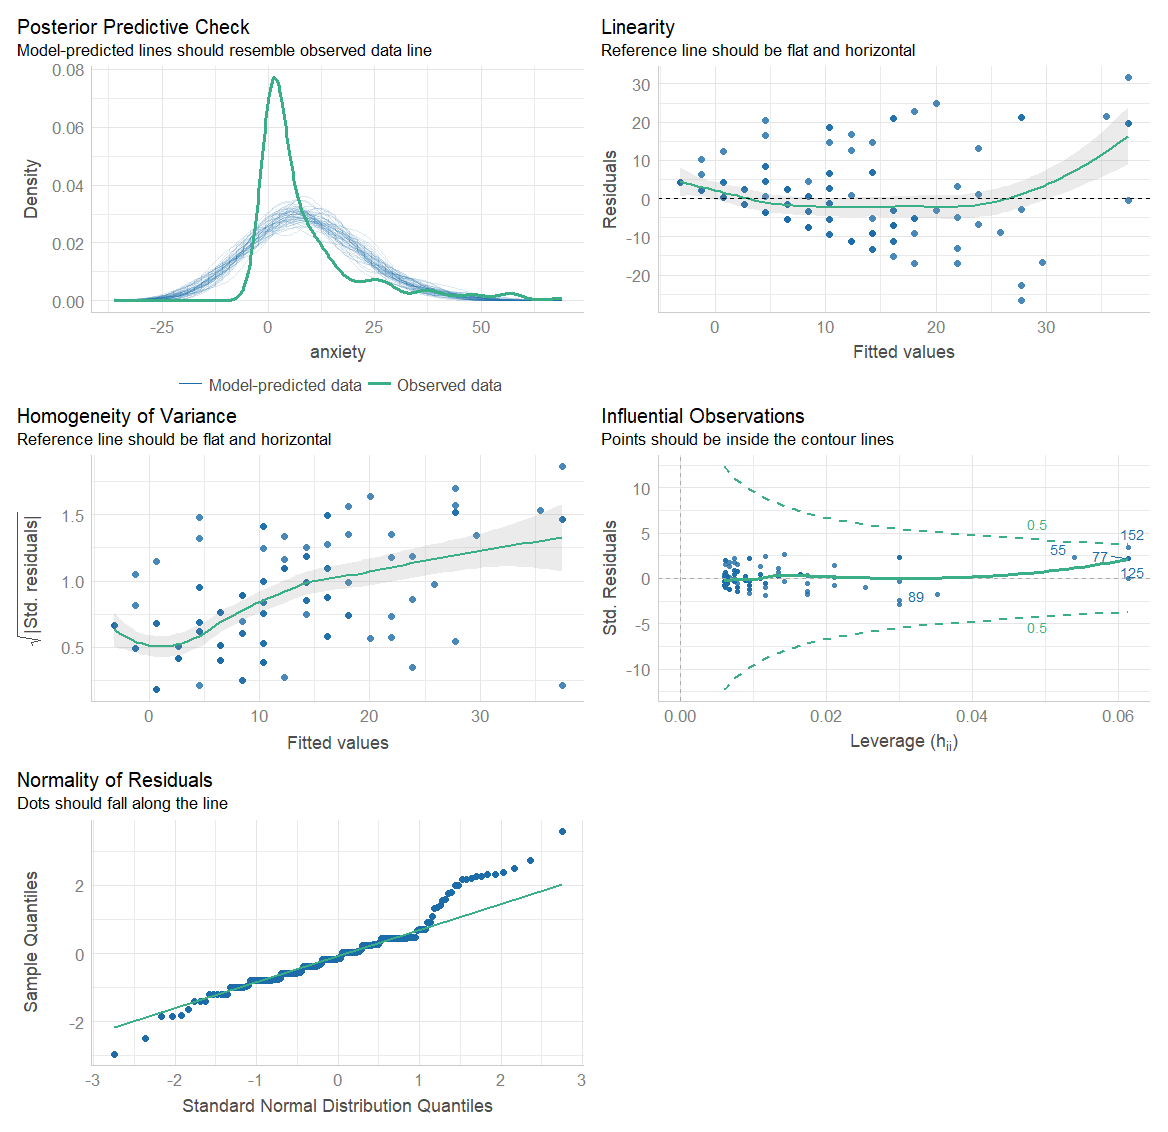 Posterior Predictive Check
Model-predicted lines should resemble observed data line
0.08
0.06
0.04
0.02
0.00
Density
-25
0
25
50
anxiety
Model-predicted data
Observed data
Linearity
Reference line should be flat and horizontal
30
20
10
0
-10
-20
Residuals
0
10
20
30
Fitted values
Homogeneity of Variance
Reference line should be flat and horizontal
1.5
1.0
0.5
√|Std. residuals|
0
10
20
30
Fitted values
Influential Observations
Points should be inside the contour lines
10
5
0
-5
-10
Std. Residuals
0.5
0.5
152
55
77
125
89
0.00
0.02
0.04
0.06
Leverage (hii)
Normality of Residuals
Dots should fall along the line
2
0
-2
Sample Quantiles
-3
-2
-1
0
1
2
3
Standard Normal Distribution Quantiles